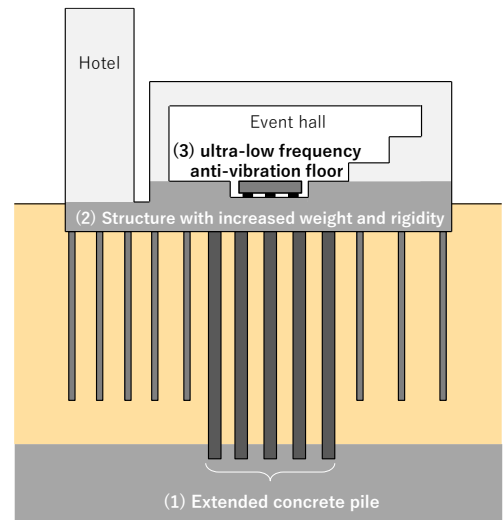 Hotel
Event hall
(3) ultra-low frequency
anti-vibration floor
(2) Structure with increased weight and rigidity
(1) Extended concrete pile